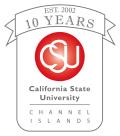 EST. 2002
10 YEARS
CSU
California State
University
CHANNEL
ISLANDS